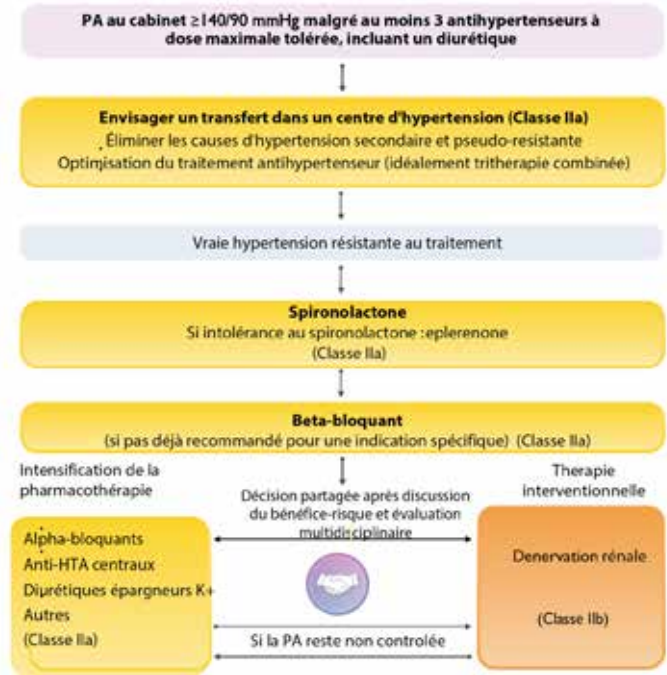 PA au cabinet ≥140/90 mmHg malgré au moins 3 antihypertenseurs à
dose maximale tolérée, incluant un diurétique
Envisager un transfert dans un centre d'hypertension (Classe IIa)
Éliminer les causes d'hypertension secondaire et pseudo-resistante
Optimisation du traitement antihypertenseur (idéalement tritherapie combinée)
Vraie hypertension résistante au traitement
Spironolactone
Si intolérance au spironolactone : eplerenone
(Classe IIa)
Beta-bloquant
(si pas déjà recommandé pour une indication spécifique) (Classe IIa)
Intensification de la
pharmacothérapie
Décision partagée après discussion
du bénéfice-risque et évaluation
multidisciplinaire
Therapie
interventionnelle
Alpha-bloquants
Anti-HTA centraux
Diurétiques épargneurs K+
Autres
(Classe IIa)
Denervation rénale
(Classe IIb)
Si la PA reste non controlée